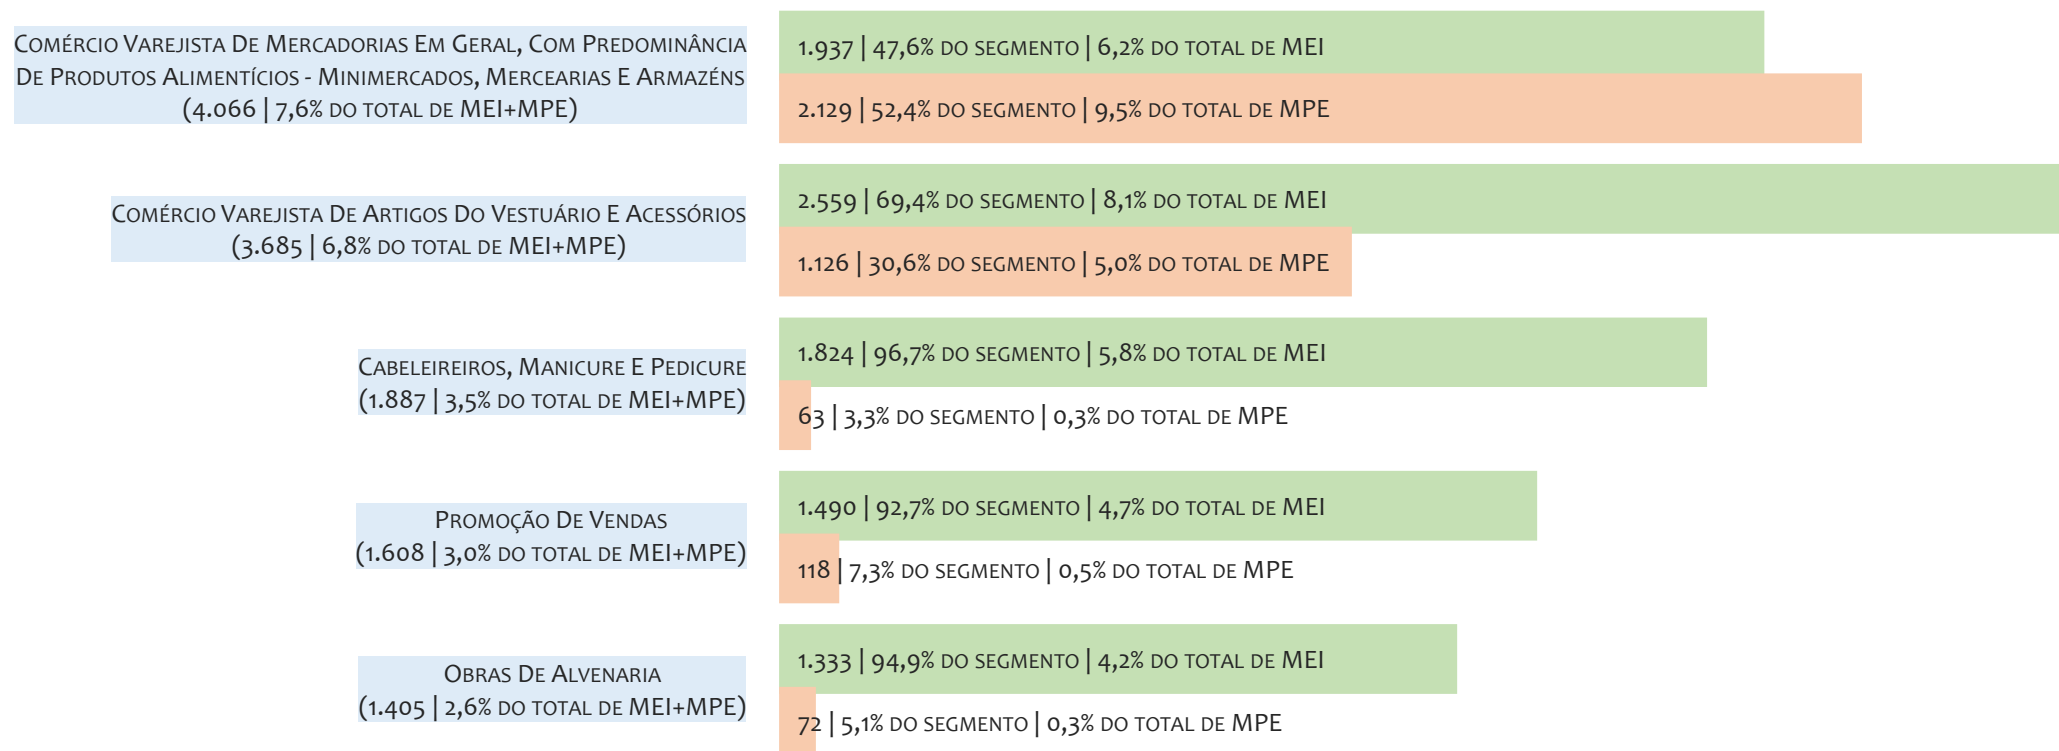 Comércio Varejista De Mercadorias Em Geral, Com Predominância
De Produtos Alimentícios - Minimercados, Mercearias E Armazéns
(4.066 | 7,6% do total de MEI+MPE)
1.937 | 47,6% do segmento | 6,2% do total de MEI
2.129 | 52,4% do segmento | 9,5% do total de MPE
Comércio Varejista De Artigos Do Vestuário E Acessórios
(3.685 | 6,8% do total de MEI+MPE)
2.559 | 69,4% do segmento | 8,1% do total de MEI
1.126 | 30,6% do segmento | 5,0% do total de MPE
Cabeleireiros, Manicure E Pedicure
(1.887 | 3,5% do total de MEI+MPE)
1.824 | 96,7% do segmento | 5,8% do total de MEI
63 | 3,3% do segmento | 0,3% do total de MPE
Promoção De Vendas
(1.608 | 3,0% do total de MEI+MPE)
1.490 | 92,7% do segmento | 4,7% do total de MEI
118 | 7,3% do segmento | 0,5% do total de MPE
Obras De Alvenaria
(1.405 | 2,6% do total de MEI+MPE)
1.333 | 94,9% do segmento | 4,2% do total de MEI
72 | 5,1% do segmento | 0,3% do total de MPE